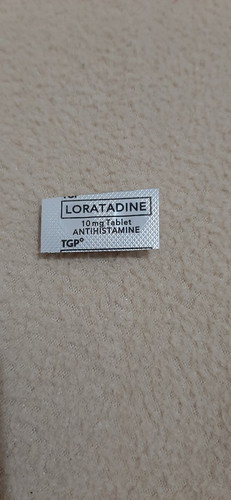 LORATADINE
10 mg Tablet
ANTIHISTAMINE
TGP